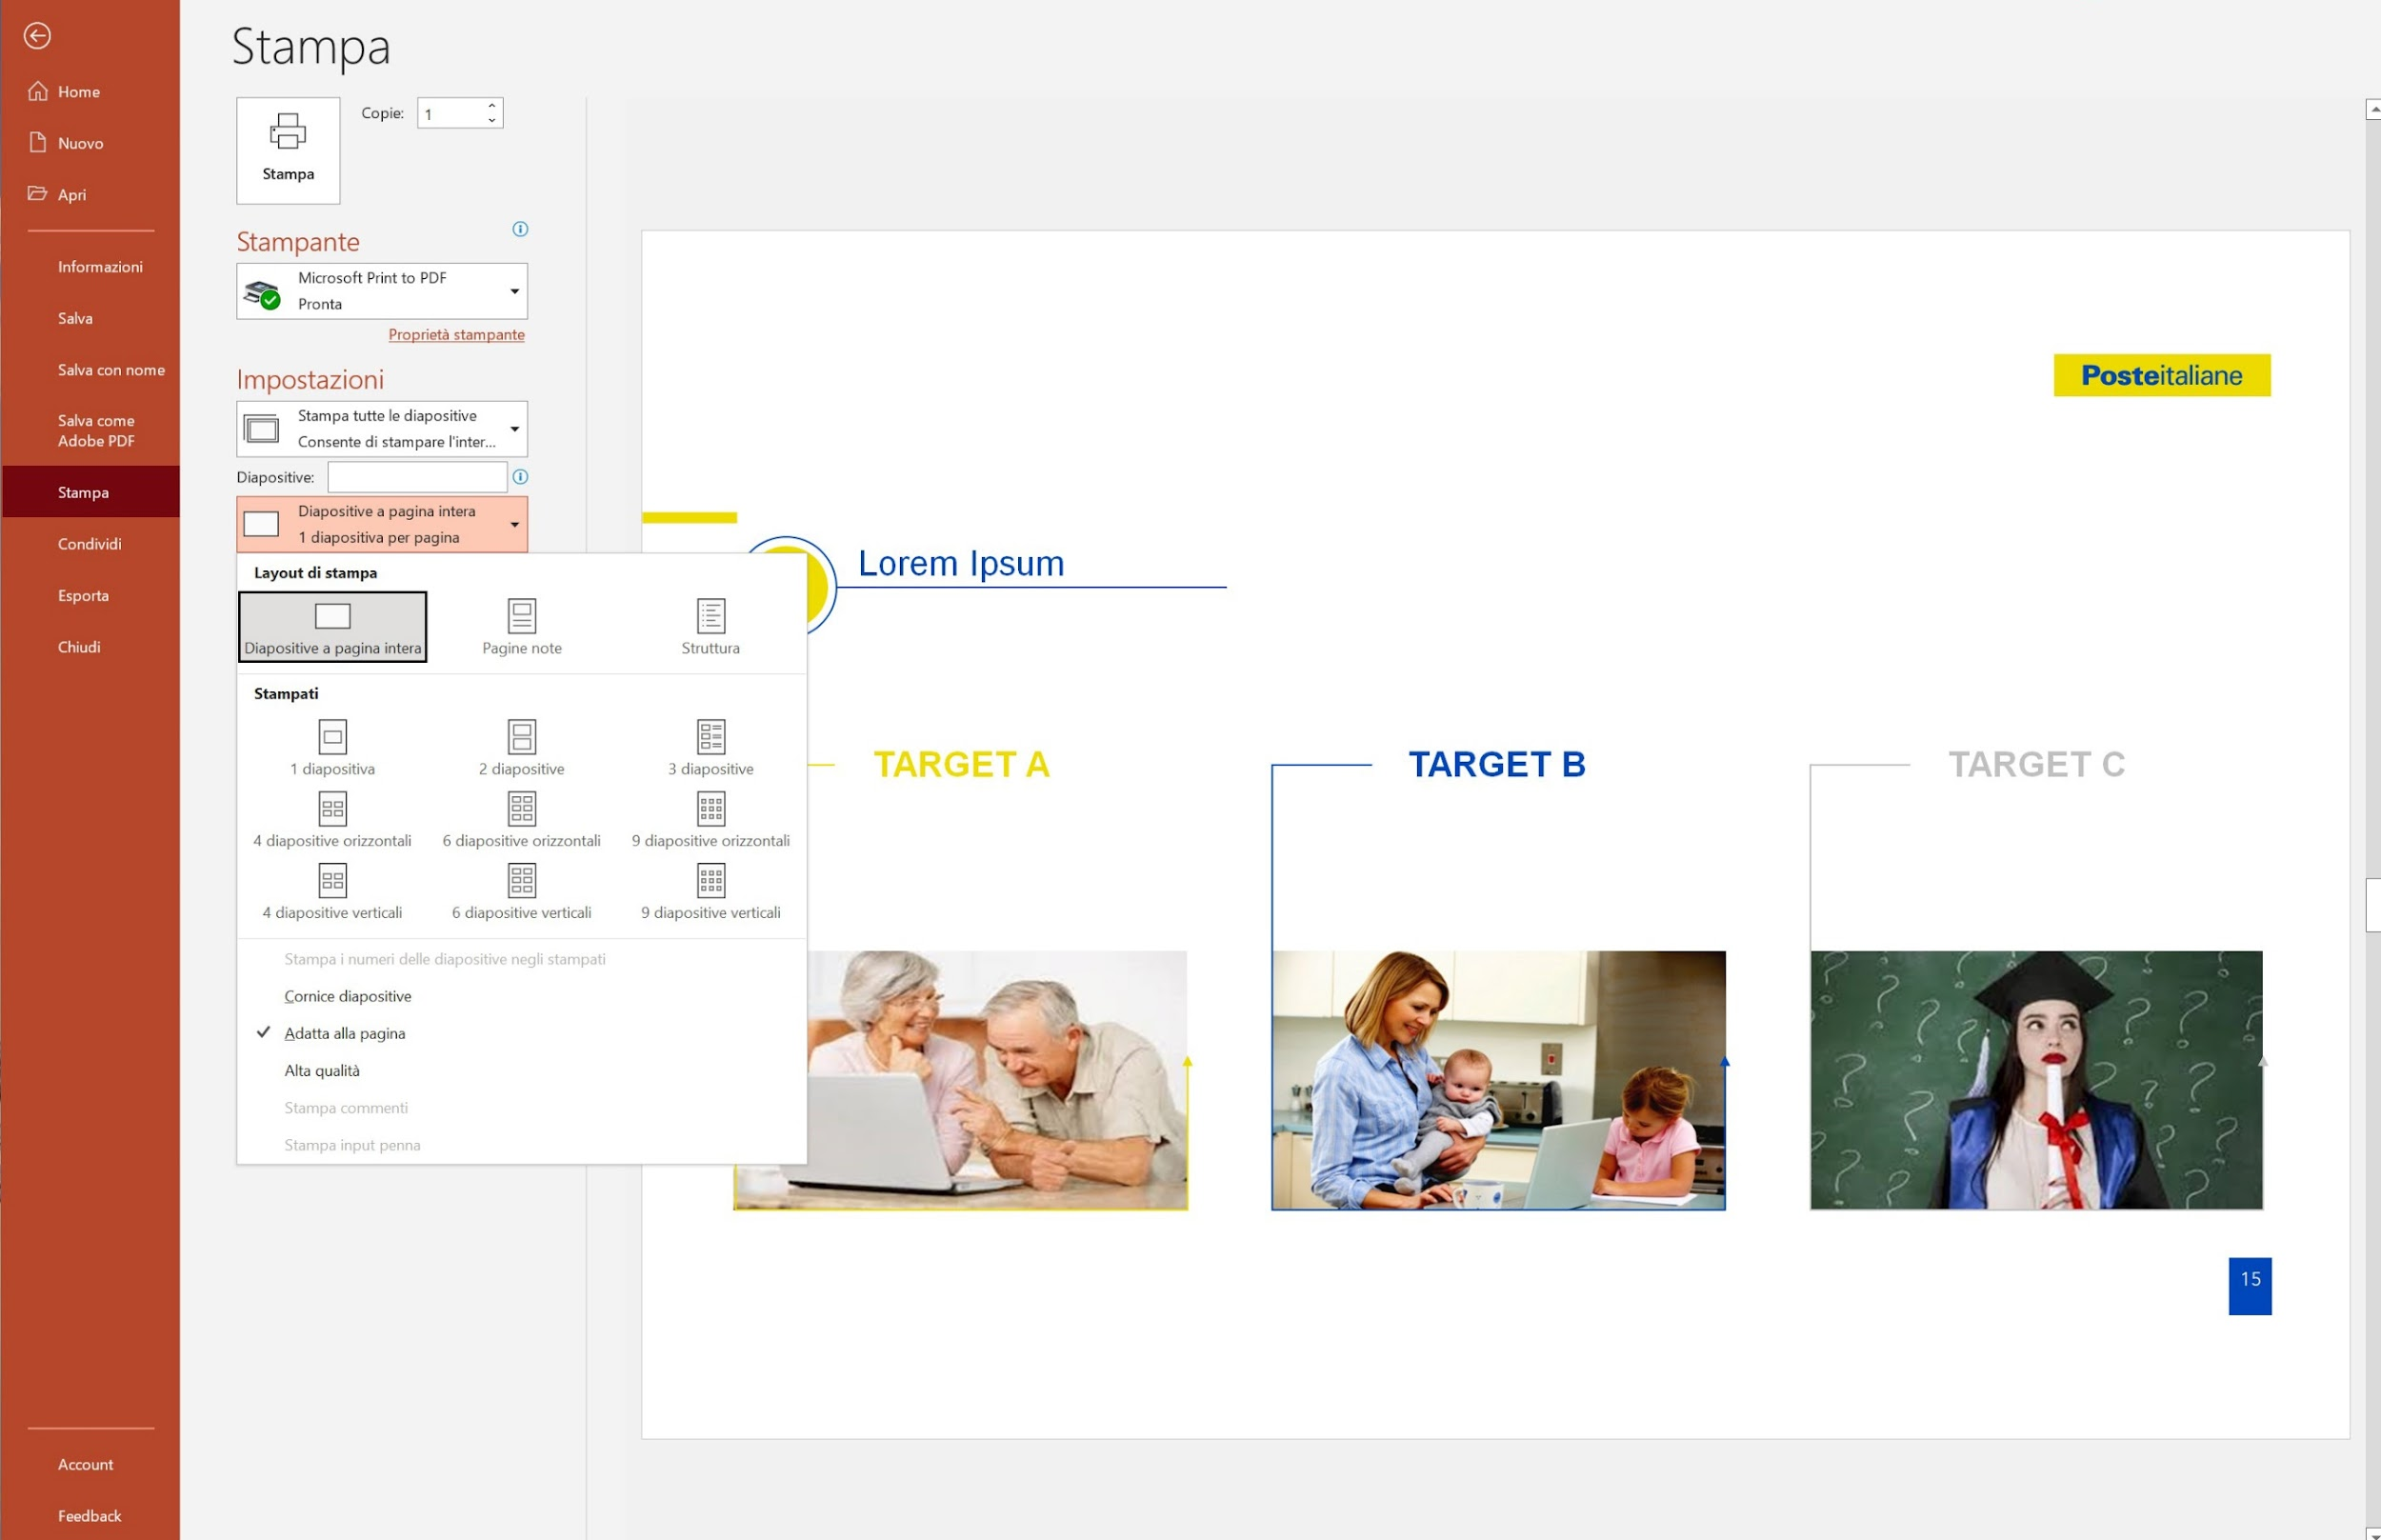 Stampa
Home
Nuovo
Apri
Informazioni
Salva
Salva con nome
Salva come
Adobe PDF
Stampa
Condividi
Esporta
Chiudi
Account
Feedback
Stampa
Copie: 1
Stampante
Microsoft Print to PDF
Pronta
Proprietà stampante
Impostazioni
Stampa tutte le diapositive
Consente di stampare l'inter...
Diapositive:
Diapositive a pagina intera
1 diapositiva per pagina
Layout di stampa
Diapositive a pagina intera Pagine note Struttura
Stampati
1 diapositiva 2 diapositive 3 diapositive
4 diapositive orizzontali 6 diapositive orizzontali 9 diapositive orizzontali
4 diapositive verticali 6 diapositive verticali 9 diapositive verticali
Stampa i numeri delle diapositive negli stampati
Cornice diapositive
Adatta alla pagina
Alta qualità
Stampa commenti
Stampa input penna
Posteitaliane
Lorem Ipsum
TARGET A TARGET B TARGET C
15